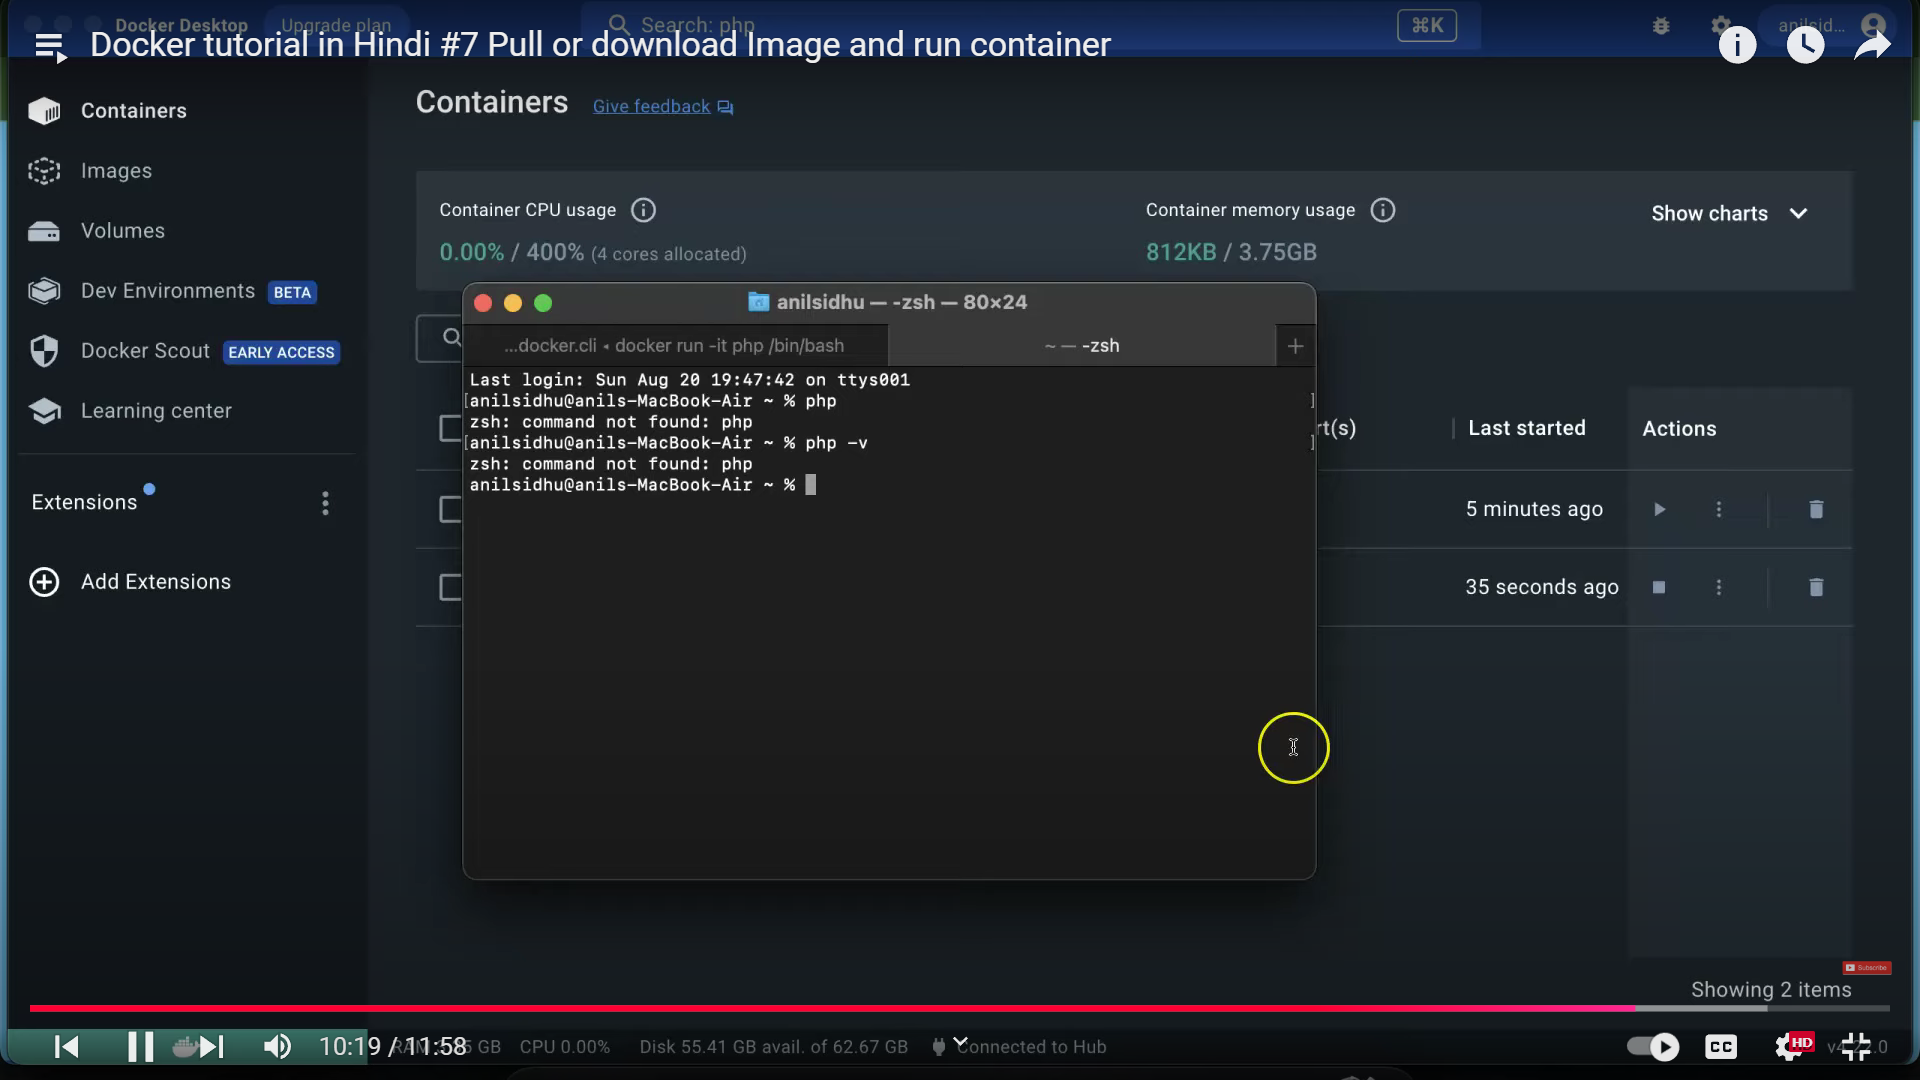 Docker Desktop
Upgrade plan
Search: php
⌘K
anilsid...
Docker tutorial in Hindi #7 Pull or download Image and run container
Containers
Images
Volumes
Dev Environments BETA
Docker Scout EARLY ACCESS
Learning center
Extensions
Add Extensions
Containers Give feedback
Container CPU usage
0.00% / 400% (4 cores allocated)
Container memory usage
812KB / 3.75GB
Show charts
anilsidhu — -zsh — 80×24
...docker.cli ◂ docker run -it php /bin/bash
~ — -zsh
Last login: Sun Aug 20 19:47:42 on ttys001
[anilsidhu@anils-MacBook-Air ~ % php ]
zsh: command not found: php
[anilsidhu@anils-MacBook-Air ~ % php -v ]
zsh: command not found: php
anilsidhu@anils-MacBook-Air ~ %
rt(s)
Last started
Actions
5 minutes ago
35 seconds ago
Subscribe
Showing 2 items
10:19 / 11:58
GB
CPU 0.00%
Disk 55.41 GB avail. of 62.67 GB
Connected to Hub
CC
HD